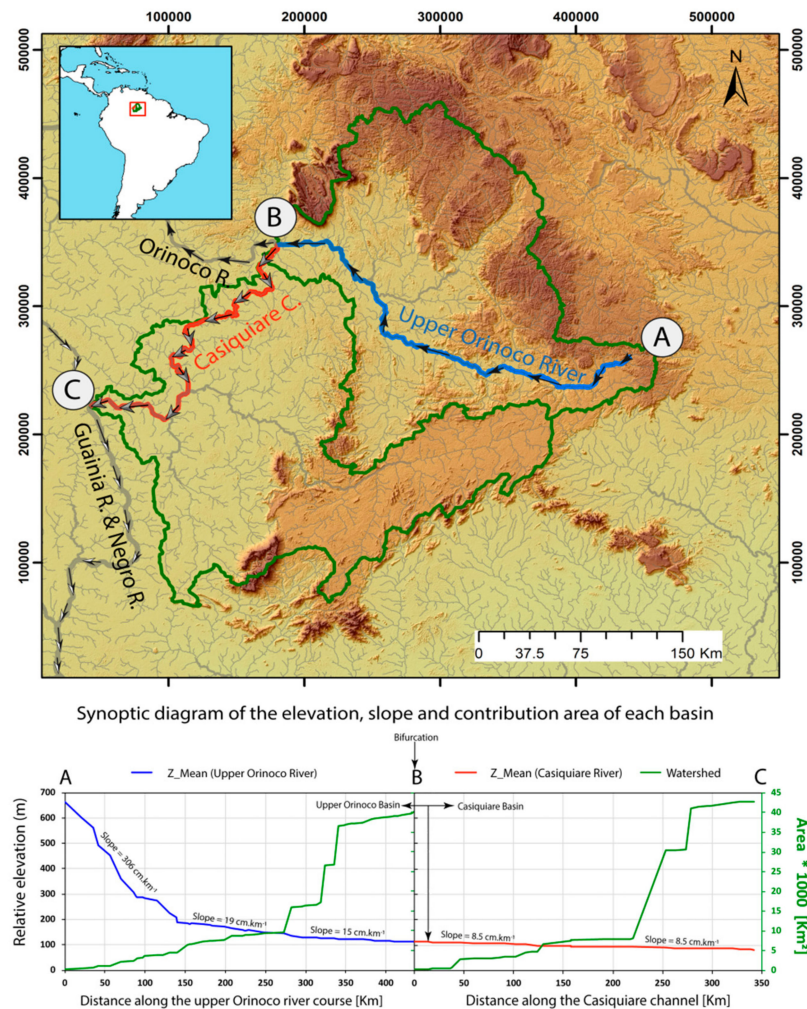 100000 200000 300000 400000 500000
500000
400000
300000
200000
100000
N
B
Orinoco R.
Casiquiare C.
Upper Orinoco River
A
C
Guainia R. & Negro R.
0 37.5 75 150 Km
100000 200000 300000 400000 500000
Synoptic diagram of the elevation, slope and contribution area of each basin
Bifurcation
A B C
Z_Mean (Upper Orinoco River) Z_Mean (Casiquiare River) Watershed
Upper Orinoco Basin Casiquiare Basin
Relative elevation (m)
700
600
500
400
300
200
100
0
Slope = 306 cm.km-¹
Slope = 19 cm.km-¹
Slope = 15 cm.km-¹
Slope = 8.5 cm.km-¹
Slope = 8.5 cm.km-¹
45
40
35
30
25
20
15
10
5
0
Area * 1000 [Km²]
0 50 100 150 200 250 300 350 400 0 50 100 150 200 250 300 350
Distance along the upper Orinoco river course [Km] Distance along the Casiquiare channel [Km]